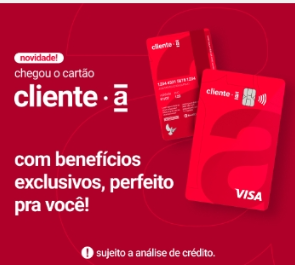 novidade!
chegou o cartão
cliente · a
com benefícios
exclusivos, perfeito
pra você!
cliente · a
cliente · a
VISA
! sujeito a análise de crédito.